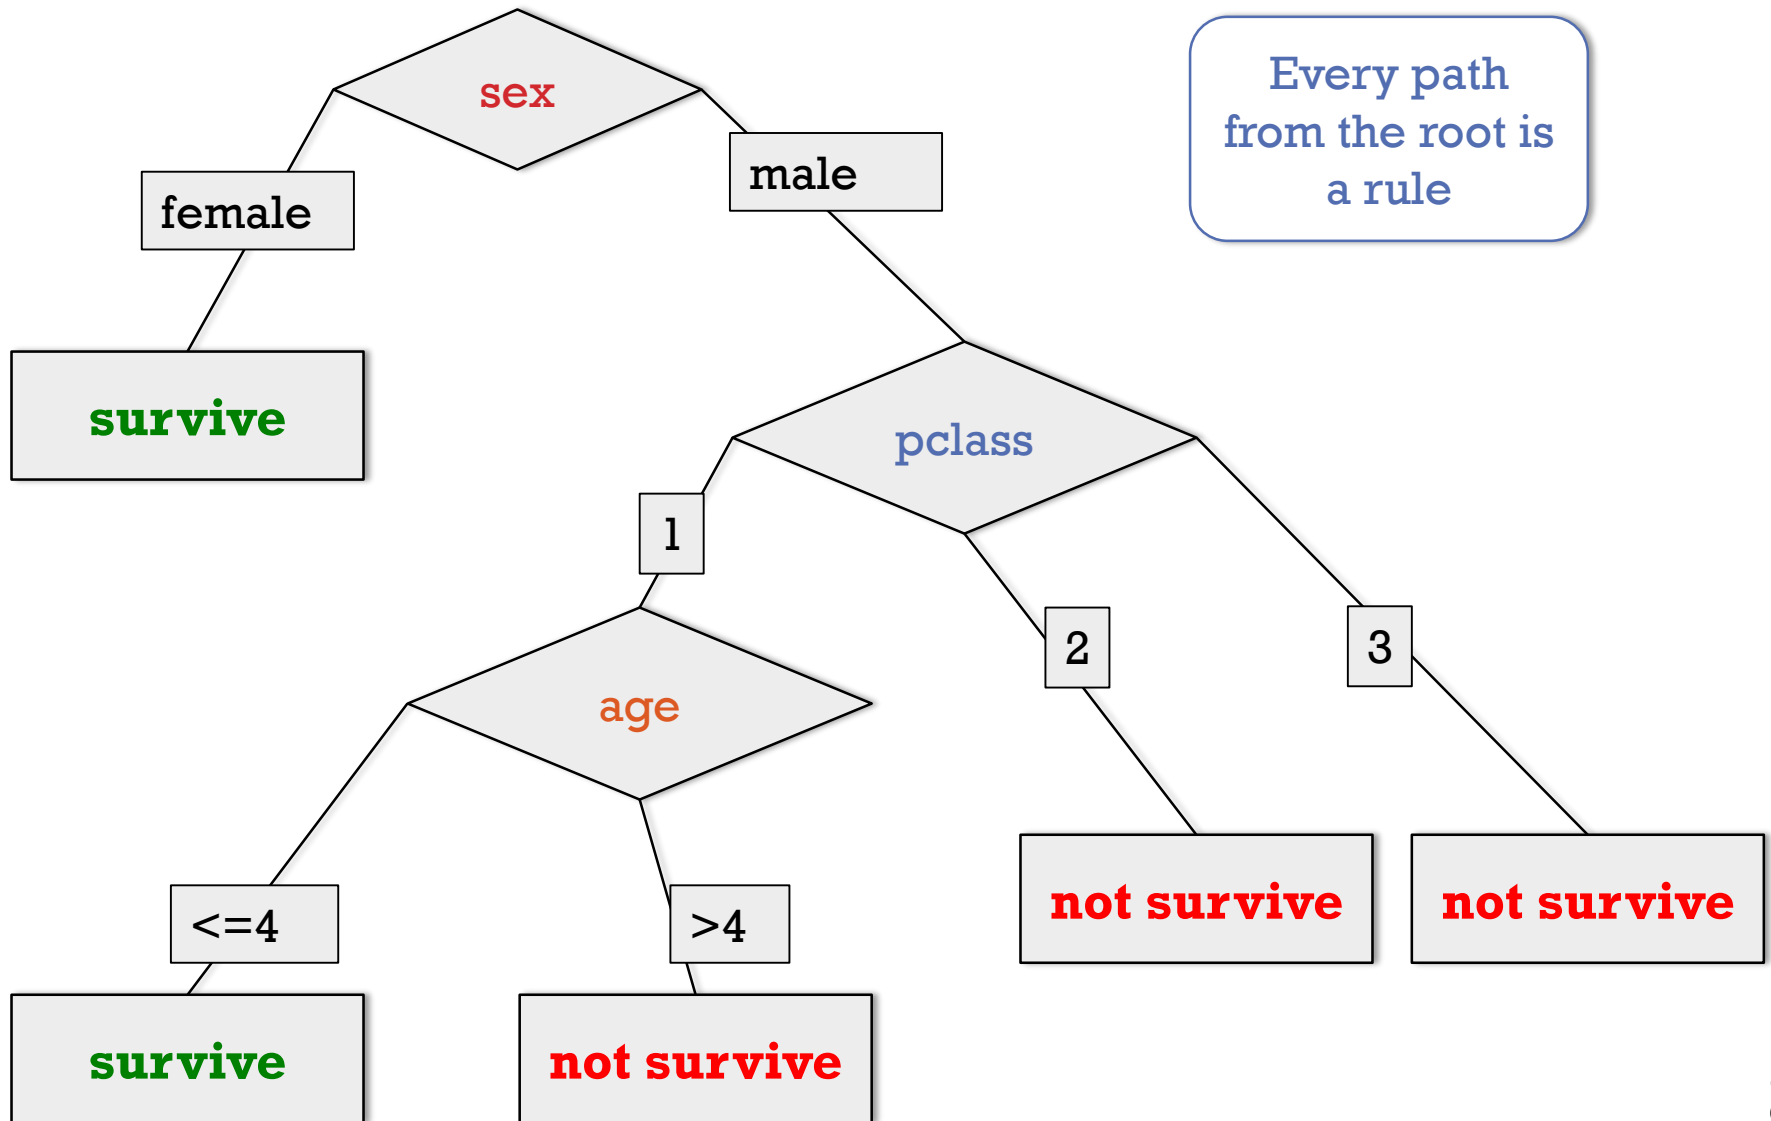 sex
Every path
from the root is
a rule
male
female
survive
pclass
1
2
3
age
<=4
>4
not survive
not survive
survive
not survive